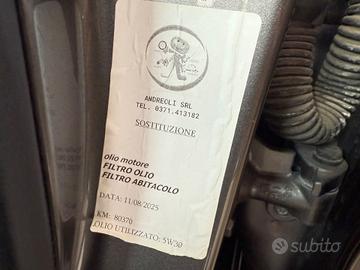 ANDREOLI SRL
TEL. 0371.413182
SOSTITUZIONE
olio motore
FILTRO OLIO
FILTRO ABITACOLO
DATA: 11/08/2025
KM: 80370
OLIO UTILIZZATO: 5W30
subito